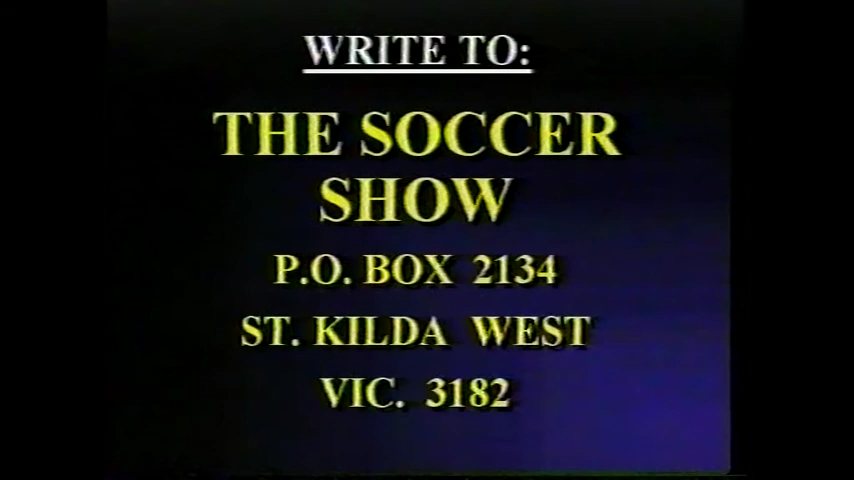 WRITE TO:
THE SOCCER
SHOW
P.O. BOX 2134
ST. KILDA WEST
VIC. 3182